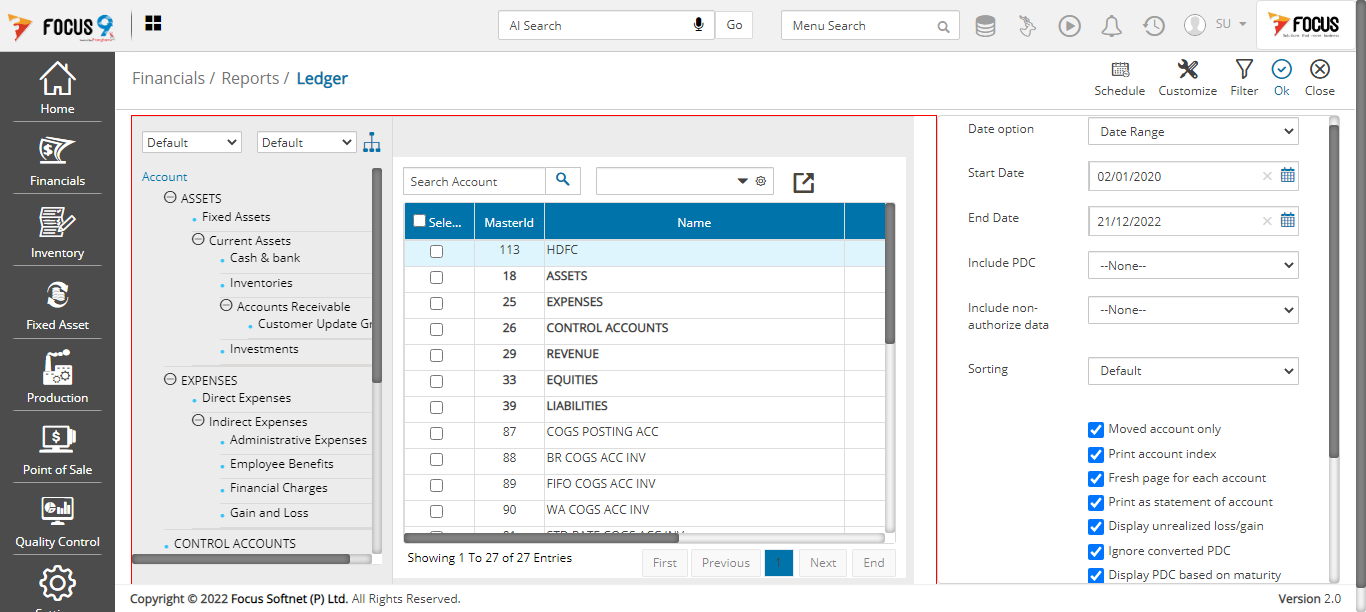 FOCUS 9
AI Search
Go
Menu Search
SU
FOCUS
Home
Financials
Inventory
Fixed Asset
Production
Point of Sale
Quality Control
Financials / Reports / Ledger
Schedule
Customize
Filter
Ok
Close
Default
Default
Account
ASSETS
Fixed Assets
Current Assets
Cash & bank
Inventories
Accounts Receivable
Customer Update Gr
Investments
EXPENSES
Direct Expenses
Indirect Expenses
Administrative Expenses
Employee Benefits
Financial Charges
Gain and Loss
CONTROL ACCOUNTS
Search Account
Sele... MasterId Name
113 HDFC
18 ASSETS
25 EXPENSES
26 CONTROL ACCOUNTS
29 REVENUE
33 EQUITIES
39 LIABILITIES
87 COGS POSTING ACC
88 BR COGS ACC INV
89 FIFO COGS ACC INV
90 WA COGS ACC INV
Showing 1 To 27 of 27 Entries
First
Previous
1
Next
End
Date option
Date Range
Start Date
02/01/2020
End Date
21/12/2022
Include PDC
--None--
Include non-
authorize data
--None--
Sorting
Default
Moved account only
Print account index
Fresh page for each account
Print as statement of account
Display unrealized loss/gain
Ignore converted PDC
Display PDC based on maturity
Copyright © 2022 Focus Softnet (P) Ltd. All Rights Reserved.
Version 2.0